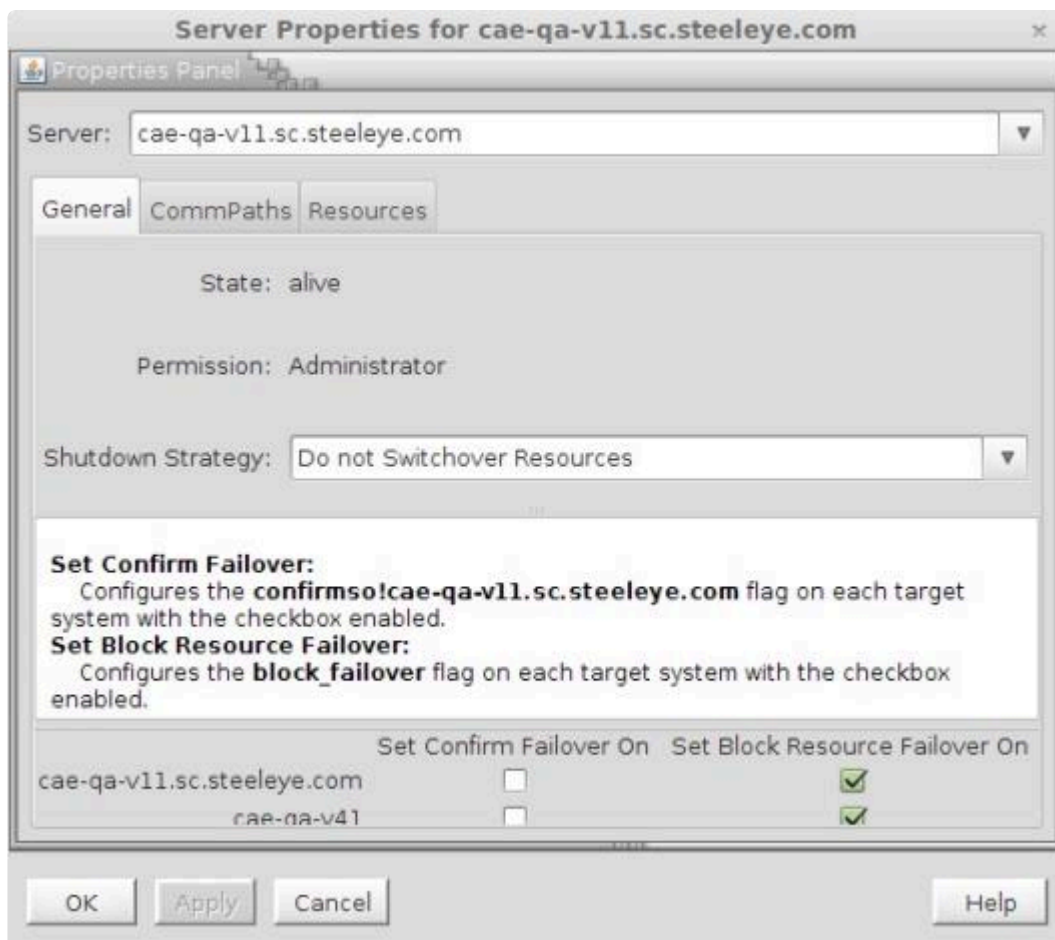 Server Properties for cae-qa-v11.sc.steeleye.com
Properties Panel
Server: cae-qa-v11.sc.steeleye.com
General CommPaths Resources
State: alive
Permission: Administrator
Shutdown Strategy: Do not Switchover Resources
Set Confirm Failover:
Configures the confirmso!cae-qa-v11.sc.steeleye.com flag on each target
system with the checkbox enabled.
Set Block Resource Failover:
Configures the block_failover flag on each target system with the checkbox
enabled.
Set Confirm Failover On Set Block Resource Failover On
cae-qa-v11.sc.steeleye.com
cae-qa-v41
OK Apply Cancel Help